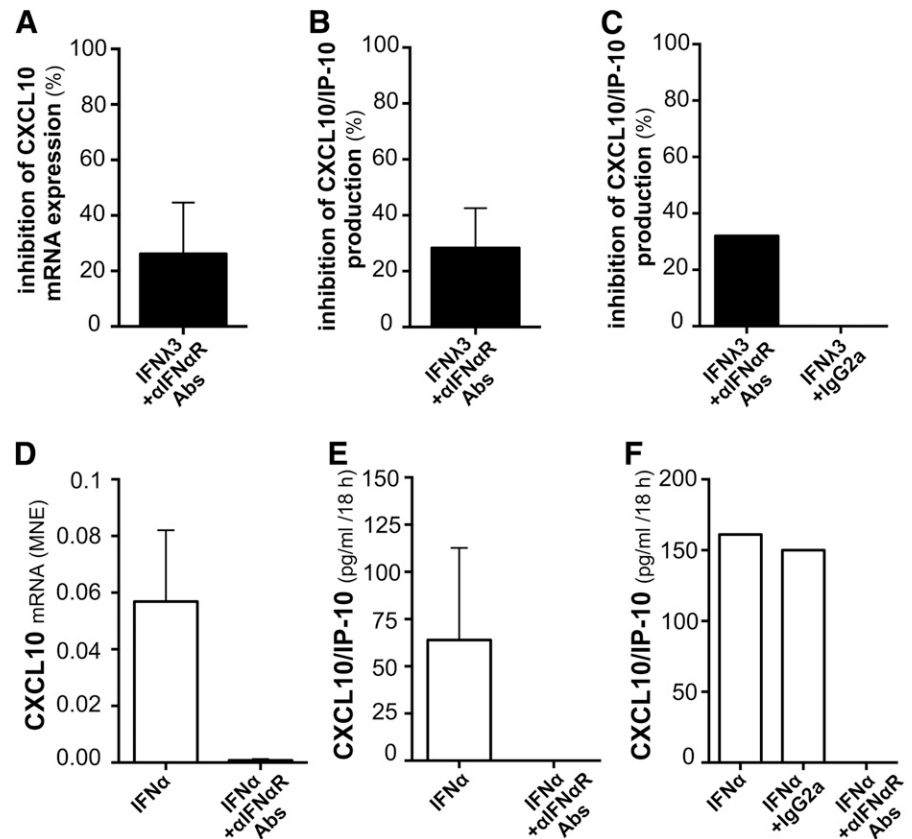 A
inhibition of CXCL10
mRNA expression (%)
100
80
60
40
20
0
IFNλ3
+αIFNαR
Abs
B
inhibition of CXCL10/IP-10
production (%)
100
80
60
40
20
0
IFNλ3
+αIFNαR
Abs
C
inhibition of CXCL10/IP-10
production (%)
100
80
60
40
20
0
IFNλ3
+αIFNαR
Abs
IFNλ3
+IgG2a
D
CXCL10 mRNA (MNE)
0.1
0.08
0.06
0.04
0.02
0.00
IFNα
IFNα
+αIFNαR
Abs
E
CXCL10/IP-10 (pg/ml /18 h)
150
125
100
75
50
25
0
IFNα
IFNα
+αIFNαR
Abs
F
CXCL10/IP-10 (pg/ml /18 h)
200
150
100
50
0
IFNα
IFNα
+IgG2a
IFNα
+αIFNαR
Abs